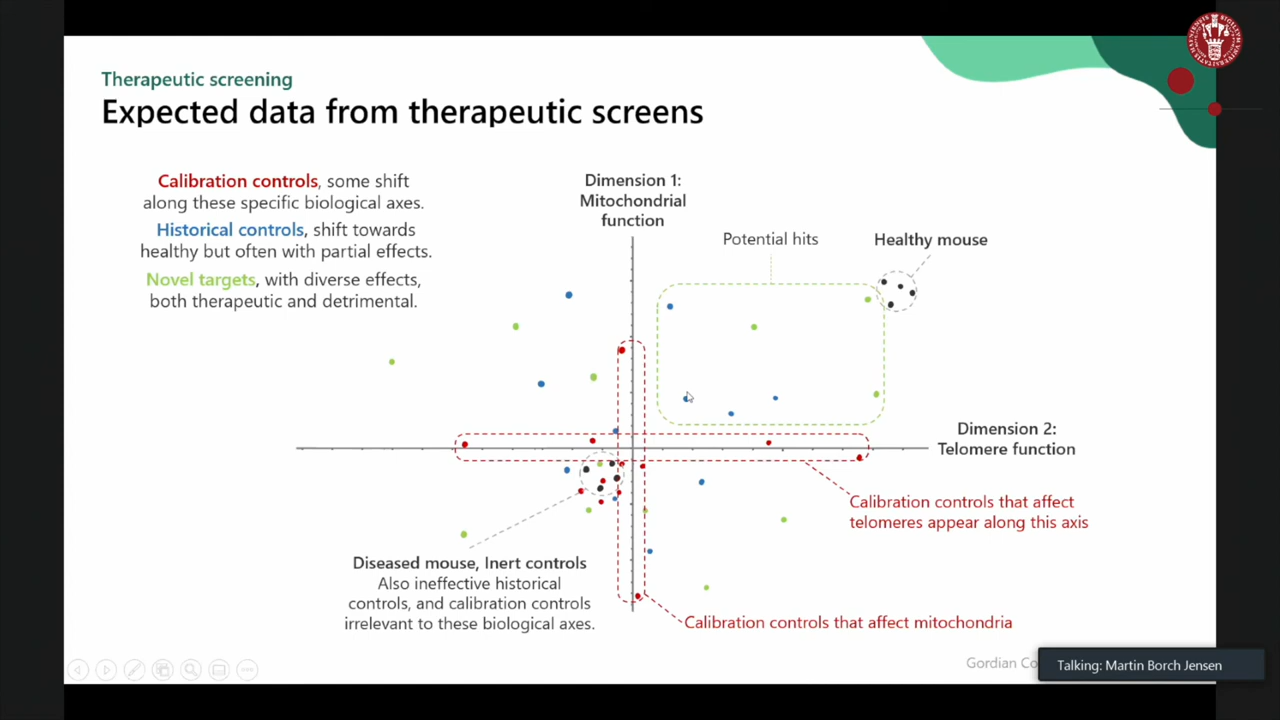 Therapeutic screening
Expected data from therapeutic screens
Calibration controls, some shift
along these specific biological axes.
Historical controls, shift towards
healthy but often with partial effects.
Novel targets, with diverse effects,
both therapeutic and detrimental.
Dimension 1:
Mitochondrial
function
Potential hits
Healthy mouse
Dimension 2:
Telomere function
Calibration controls that affect
telomeres appear along this axis
Diseased mouse, Inert controls
Also ineffective historical
controls, and calibration controls
irrelevant to these biological axes.
Calibration controls that affect mitochondria
Gordian Co
Talking: Martin Borch Jensen